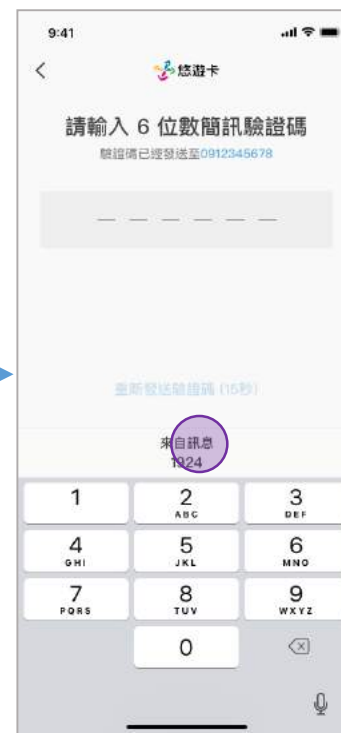 9:41
悠遊卡
請輸入 6 位數簡訊驗證碼
驗證碼已經發送至0912345678
重新發送驗證碼 (15秒)
來自訊息
1924
1
2
ABC
3
DEF
4
GHI
5
JKL
6
MNO
7
PQRS
8
TUV
9
WXYZ
0